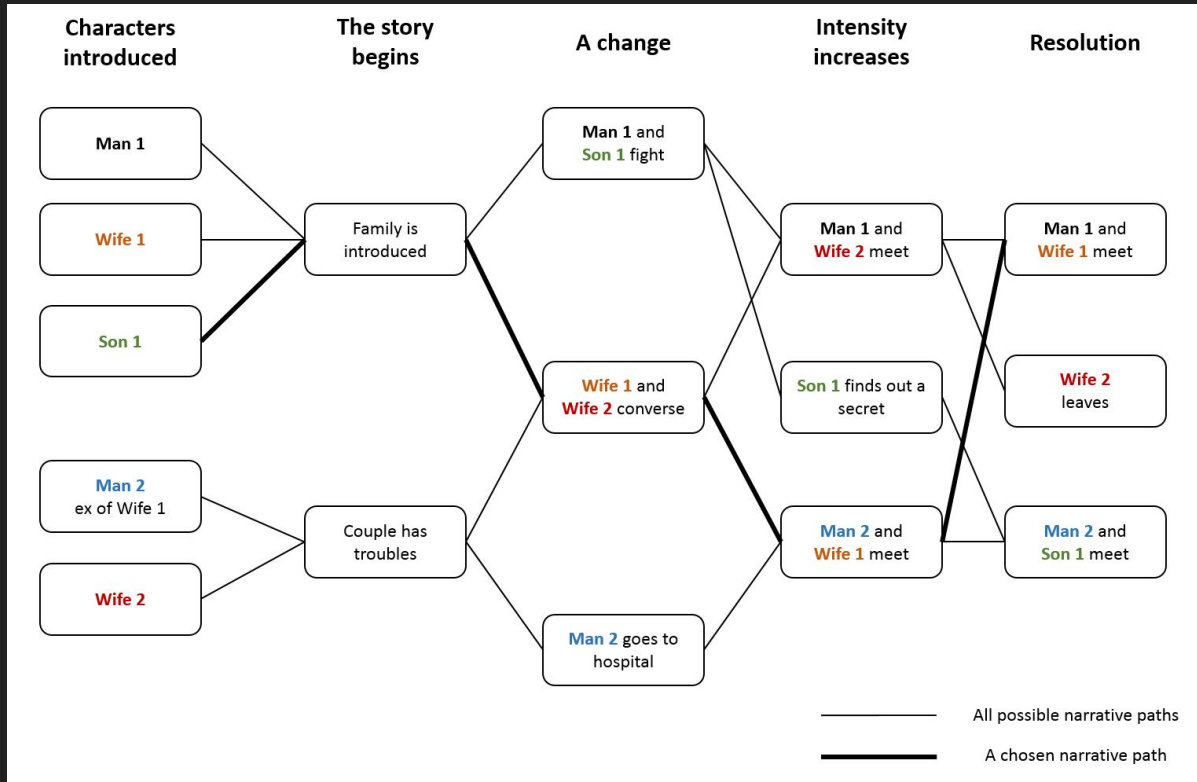 Characters
introduced
The story
begins
A change
Intensity
increases
Resolution
Man 1
Wife 1
Son 1
Man 2
ex of Wife 1
Wife 2
Family is
introduced
Couple has
troubles
Man 1 and
Son 1 fight
Wife 1 and
Wife 2 converse
Man 2 goes to
hospital
Man 1 and
Wife 2 meet
Son 1 finds out a
secret
Man 2 and
Wife 1 meet
Man 1 and
Wife 1 meet
Wife 2
leaves
Man 2 and
Son 1 meet
All possible narrative paths
A chosen narrative path